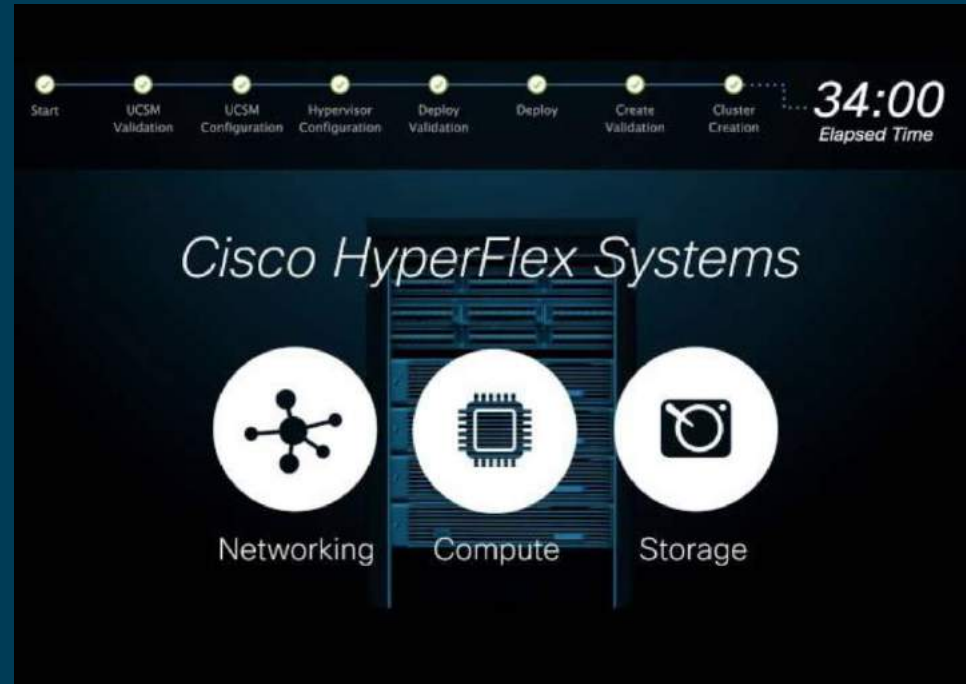 Start
UCSM
Validation
UCSM
Configuration
Hypervisor
Configuration
Deploy
Validation
Deploy
Create
Validation
Cluster
Creation
34:00
Elapsed Time
Cisco HyperFlex Systems
Networking
Compute
Storage